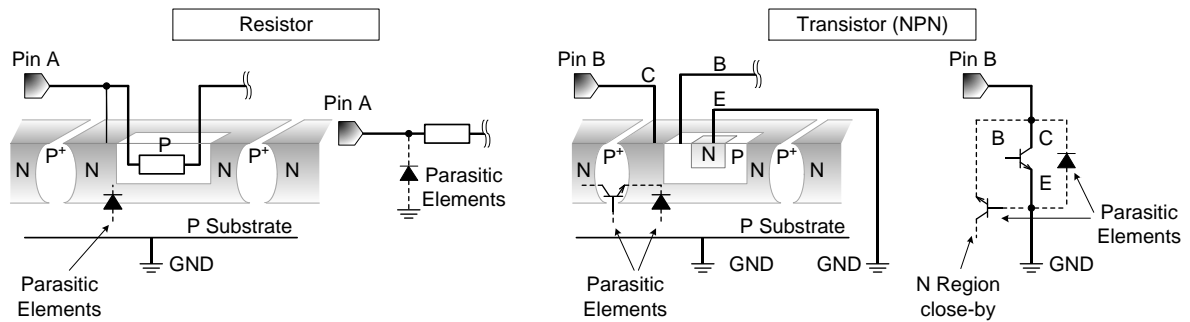 Resistor
Transistor (NPN)
Pin A
Pin A
N
P+
N
P
N
P+
N
Parasitic
Elements
P Substrate
GND
Parasitic
Elements
Pin B
C
B
E
N
P+
N
N
P
P+
N
P Substrate
GND
GND
Parasitic
Elements
Pin B
B
C
E
Parasitic
Elements
GND
N Region
close-by